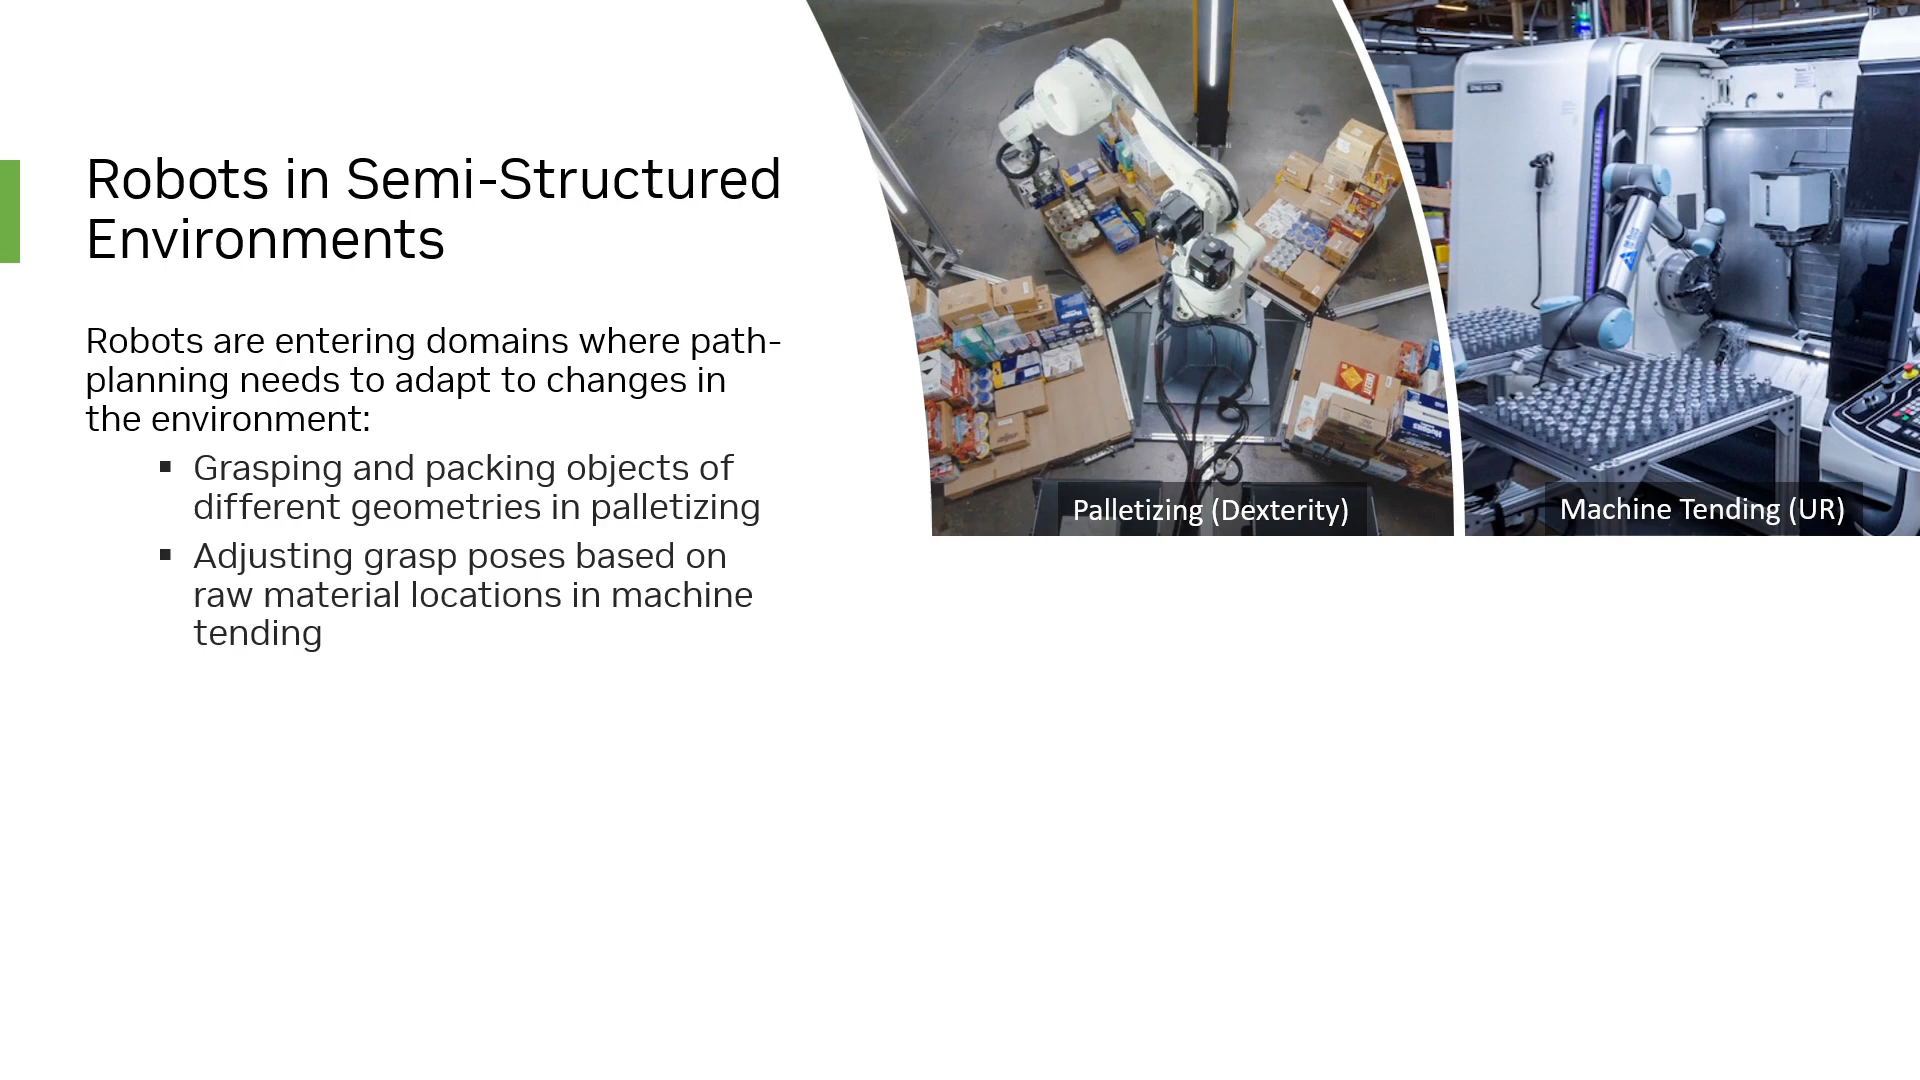 Robots in Semi-Structured
Environments
Robots are entering domains where path-
planning needs to adapt to changes in
the environment:
▪ Grasping and packing objects of
different geometries in palletizing
▪ Adjusting grasp poses based on
raw material locations in machine
tending
Palletizing (Dexterity)
Machine Tending (UR)